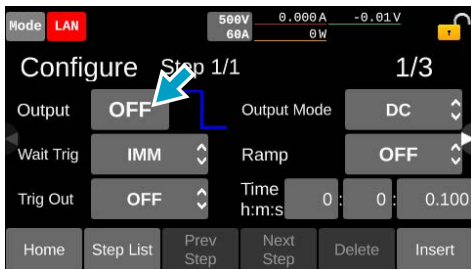 Mode LAN 500V 0.000A -0.01V
60A 0W
Configure Step 1/1 1/3
Output OFF Output Mode DC
Wait Trig IMM Ramp OFF
Trig Out OFF Time h:m:s 0 : 0 : 0.100
Home Step List Prev Step Next Step Delete Insert